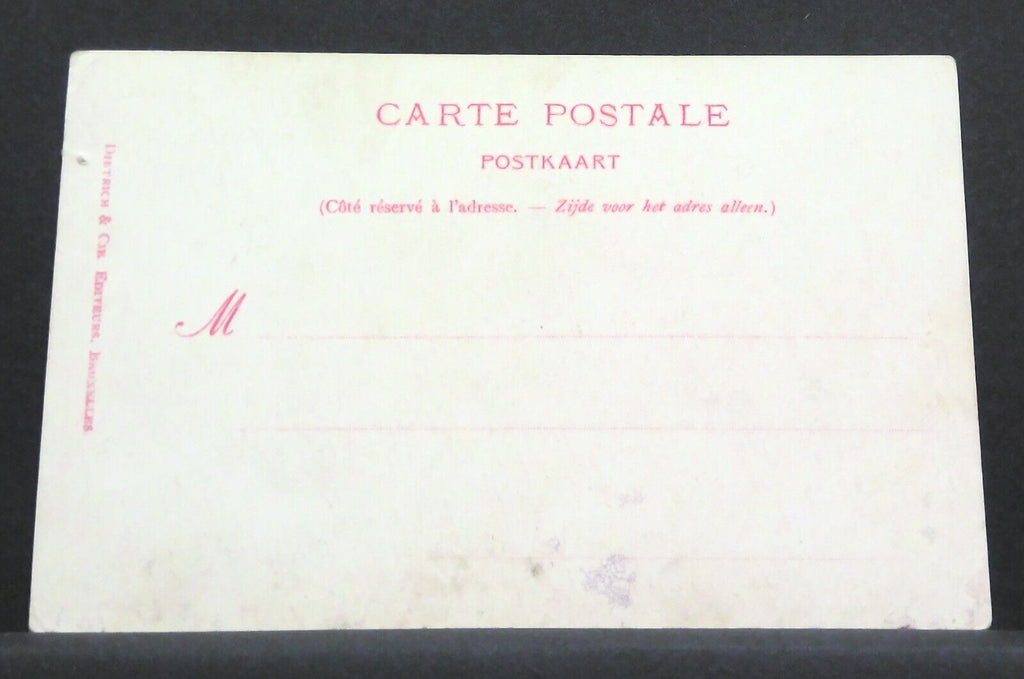 CARTE POSTALE
POSTKAART
(Côté réservé à l'adresse. — Zijde voor het adres alleen.)
M
DIETRICH & CIE. EDITEURS. BRUXELLES.